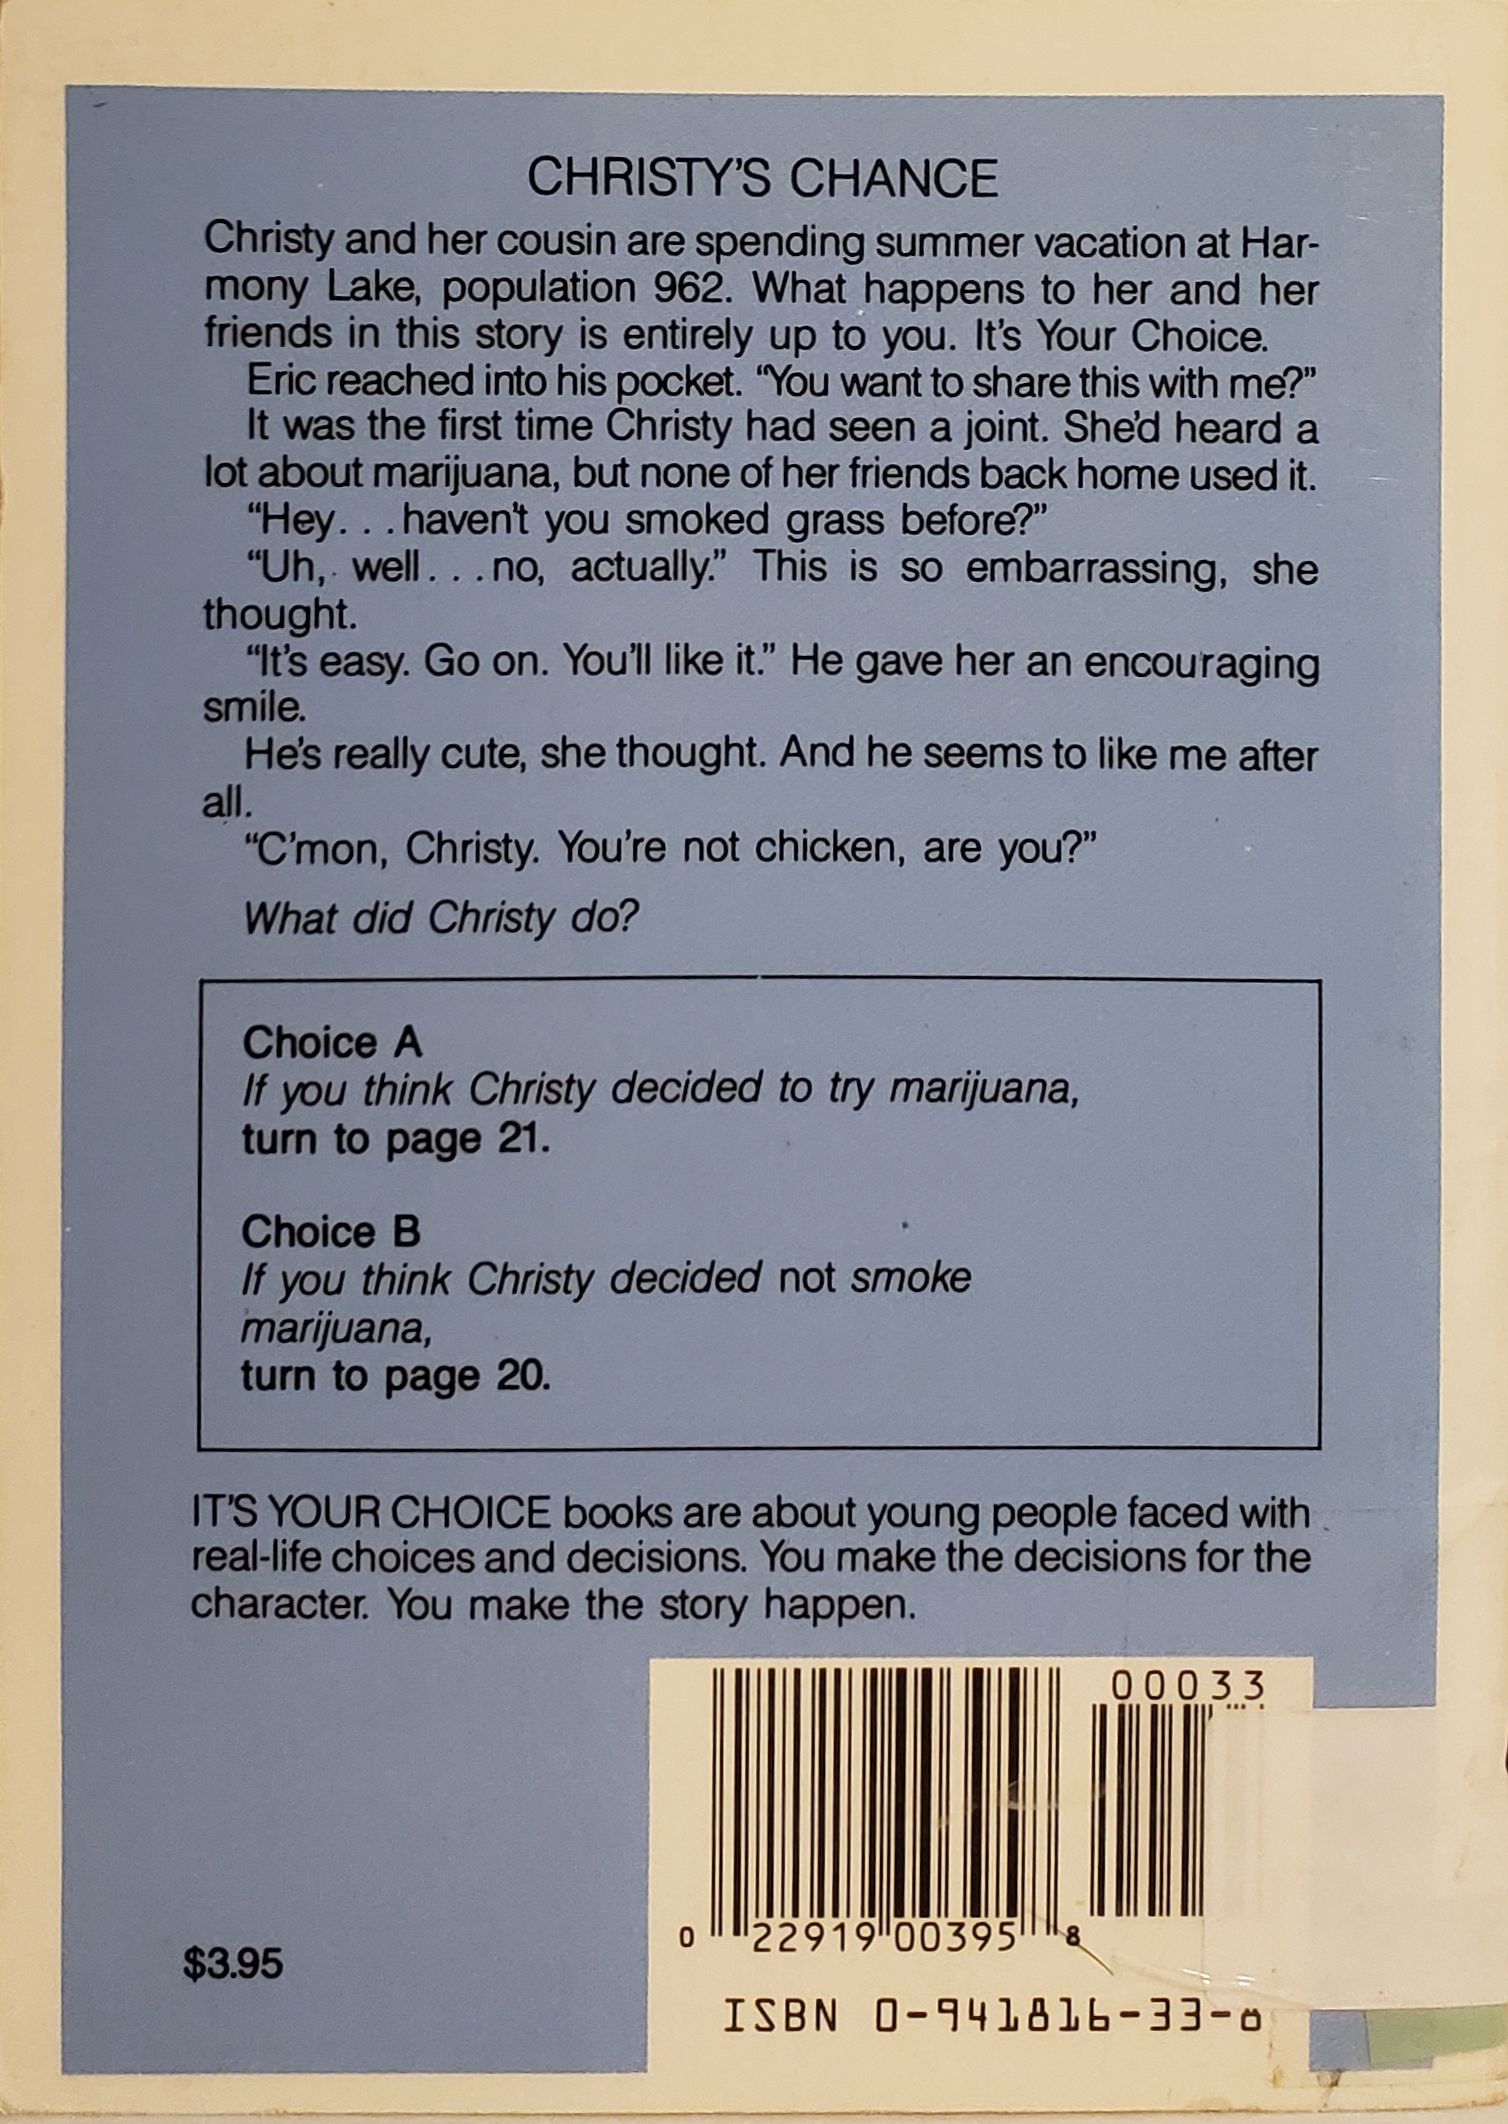 CHRISTY'S CHANCE
Christy and her cousin are spending summer vacation at Har-
mony Lake, population 962. What happens to her and her
friends in this story is entirely up to you. It's Your Choice.
Eric reached into his pocket. “You want to share this with me?”
It was the first time Christy had seen a joint. She'd heard a
lot about marijuana, but none of her friends back home used it.
“Hey. . .haven't you smoked grass before?”
“Uh, well. . .no, actually.” This is so embarrassing, she
thought.
“It's easy. Go on. You'll like it.” He gave her an encouraging
smile.
He's really cute, she thought. And he seems to like me after
all.
“C'mon, Christy. You're not chicken, are you?”
What did Christy do?
Choice A
If you think Christy decided to try marijuana,
turn to page 21.
Choice B
If you think Christy decided not smoke
marijuana,
turn to page 20.
IT'S YOUR CHOICE books are about young people faced with
real-life choices and decisions. You make the decisions for the
character. You make the story happen.
00033
0 22919 00395 8
$3.95
ISBN 0-941816-33-8